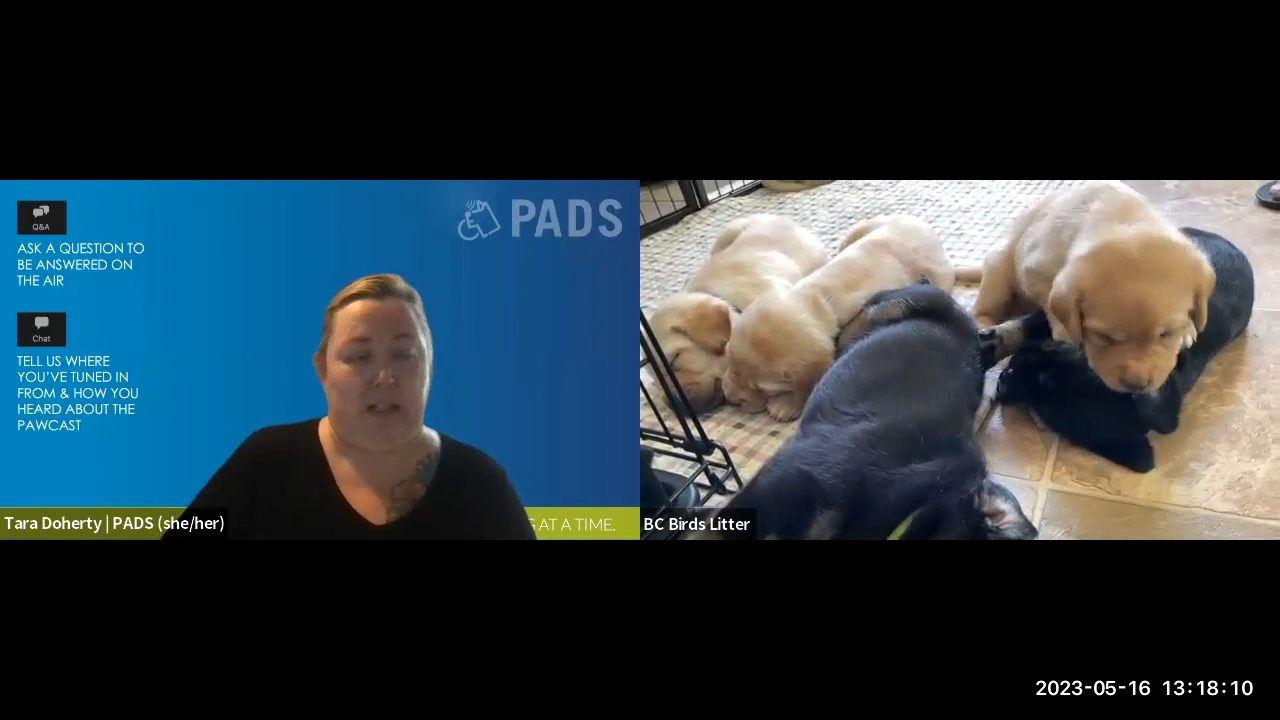 Q&A
ASK A QUESTION TO
BE ANSWERED ON
THE AIR
Chat
TELL US WHERE
YOU'VE TUNED IN
FROM & HOW YOU
HEARD ABOUT THE
PAWCAST
PADS
AT A TIME.
Tara Doherty | PADS (she/her)
BC Birds Litter
2023-05-16 13:18:10